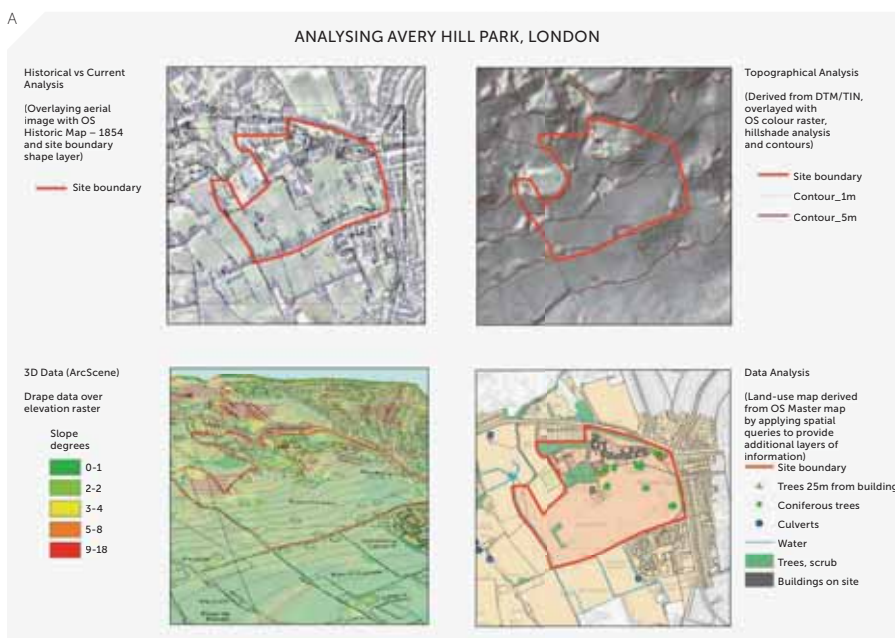 A
ANALYSING AVERY HILL PARK, LONDON
Historical vs Current
Analysis
(Overlaying aerial
image with OS
Historic Map – 1854
and site boundary
shape layer)
Site boundary
Topographical Analysis
(Derived from DTM/TIN,
overlayed with
OS colour raster,
hillshade analysis
and contours)
Site boundary
Contour_1m
Contour_5m
3D Data (ArcScene)
Drape data over
elevation raster
Slope
degrees
0-1
2-2
3-4
5-8
9-18
Data Analysis
(Land-use map derived
from OS Master map
by applying spatial
queries to provide
additional layers of
information)
Site boundary
Trees 25m from building
Coniferous trees
Culverts
Water
Trees, scrub
Buildings on site